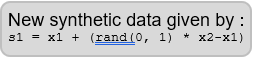 New synthetic data given by :
s1 = x1 + (rand(0, 1) * x2-x1)